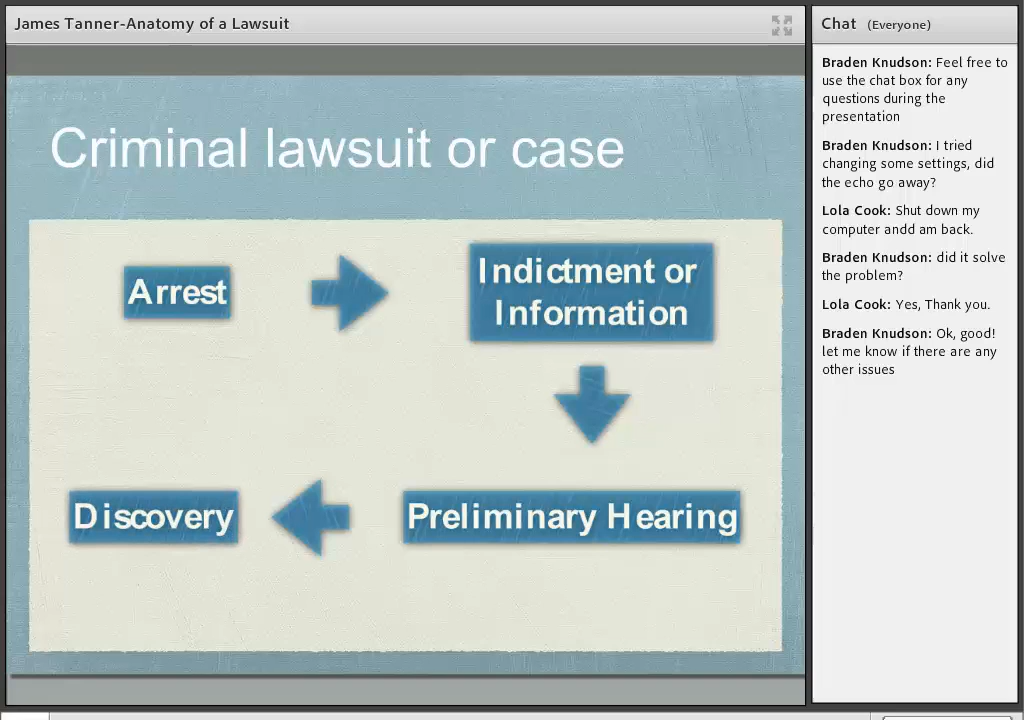 James Tanner-Anatomy of a Lawsuit
Criminal lawsuit or case
Arrest
Indictment or
Information
Preliminary Hearing
Discovery
Chat (Everyone)
Braden Knudson: Feel free to
use the chat box for any
questions during the
presentation
Braden Knudson: I tried
changing some settings, did
the echo go away?
Lola Cook: Shut down my
computer andd am back.
Braden Knudson: did it solve
the problem?
Lola Cook: Yes, Thank you.
Braden Knudson: Ok, good!
let me know if there are any
other issues